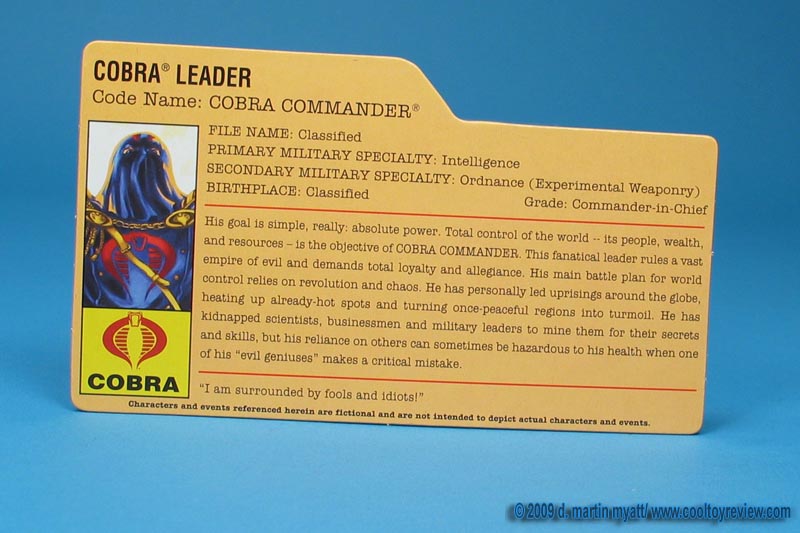 COBRA® LEADER
Code Name: COBRA COMMANDER®
FILE NAME: Classified
PRIMARY MILITARY SPECIALTY: Intelligence
SECONDARY MILITARY SPECIALTY: Ordnance (Experimental Weaponry)
BIRTHPLACE: Classified Grade: Commander-in-Chief
His goal is simple, really: absolute power. Total control of the world -- its people, wealth,
and resources – is the objective of COBRA COMMANDER. This fanatical leader rules a vast
empire of evil and demands total loyalty and allegiance. His main battle plan for world
control relies on revolution and chaos. He has personally led uprisings around the globe,
heating up already-hot spots and turning once-peaceful regions into turmoil. He has
kidnapped scientists, businessmen and military leaders to mine them for their secrets
and skills, but his reliance on others can sometimes be hazardous to his health when one
of his “evil geniuses” makes a critical mistake.
COBRA
“I am surrounded by fools and idiots!”
Characters and events referenced herein are fictional and are not intended to depict actual characters and events.
©2009 d. martin myatt/ www.cooltoyreview.com